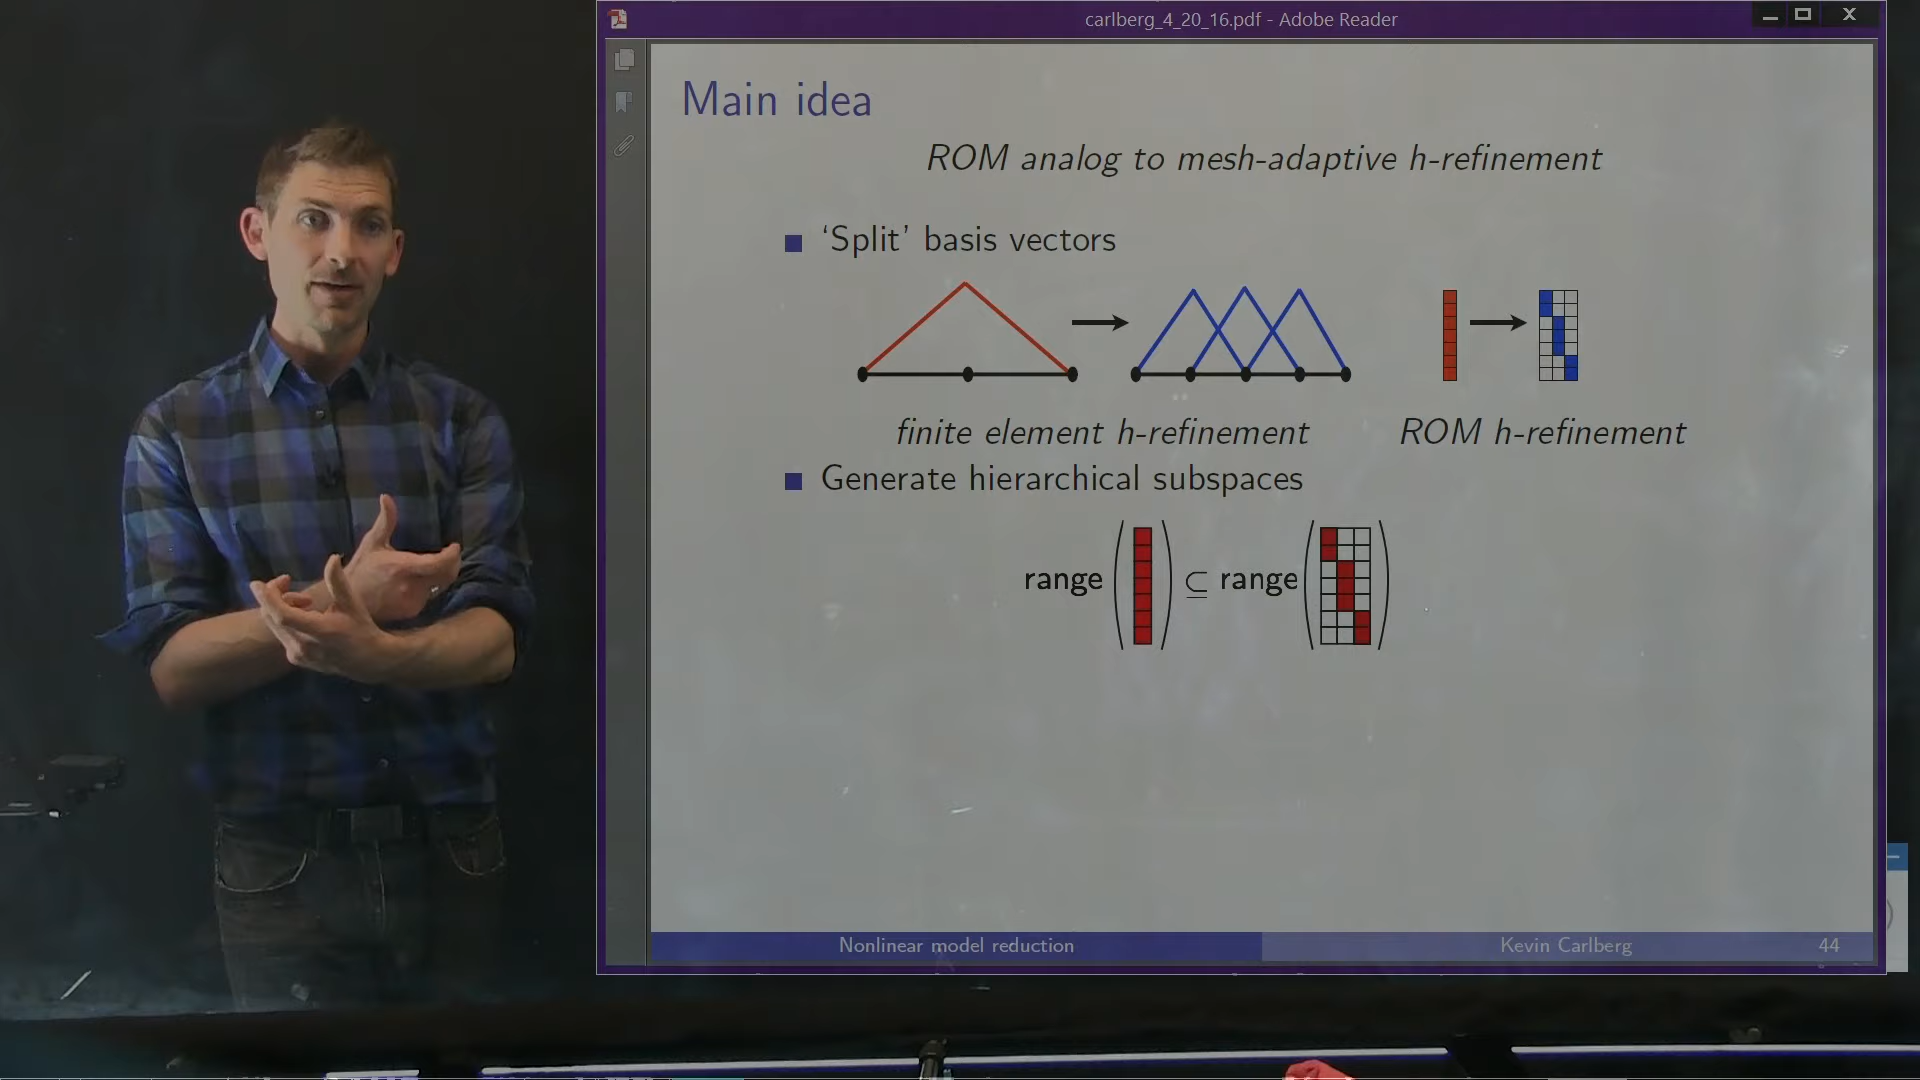 carlberg_4_20_16.pdf - Adobe Reader
Main idea
ROM analog to mesh-adaptive h-refinement
‘Split’ basis vectors
finite element h-refinement
ROM h-refinement
Generate hierarchical subspaces
range ( ) ⊆ range ( )
Nonlinear model reduction
Kevin Carlberg
44